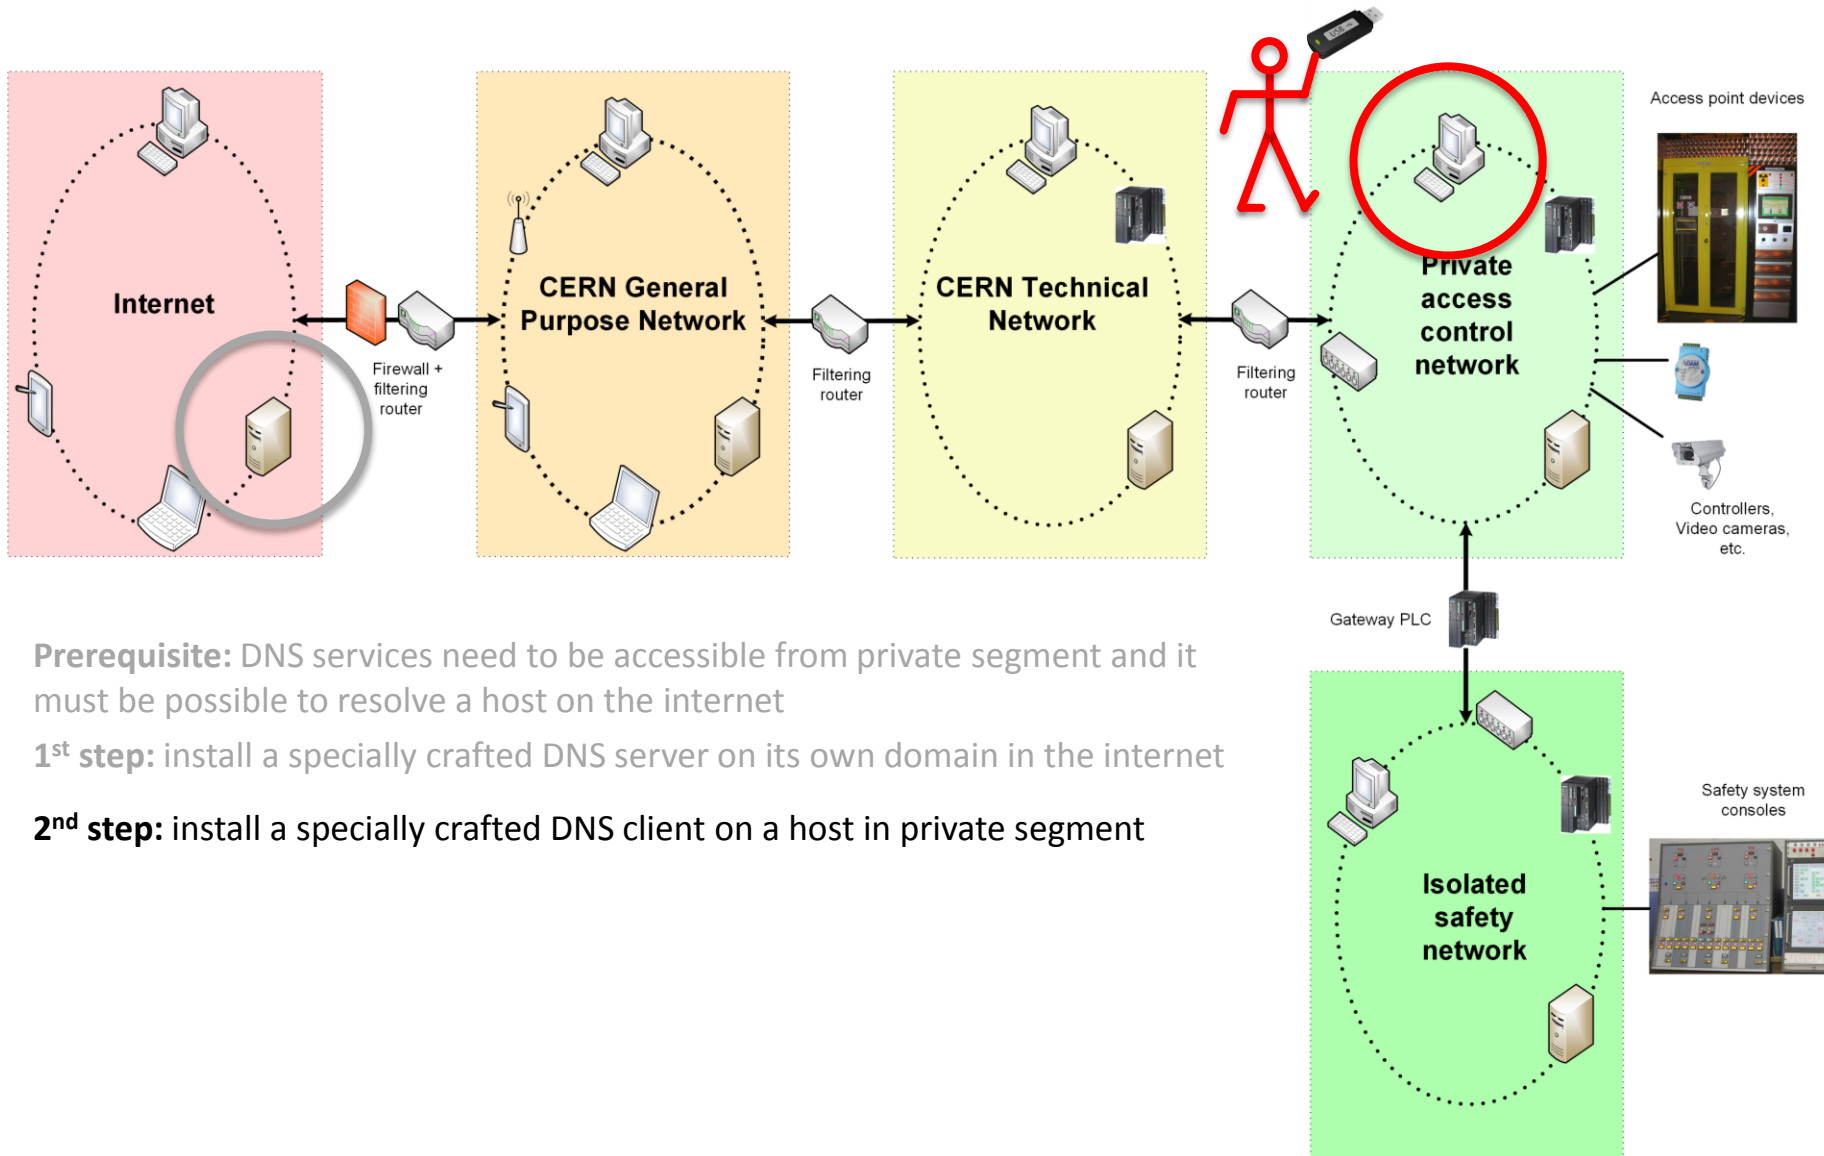 USB
Access point devices
Internet
CERN General
Purpose Network
CERN Technical
Network
Private
access
control
network
Firewall +
filtering
router
Filtering
router
Filtering
router
Controllers,
Video cameras,
etc.
Gateway PLC
Prerequisite: DNS services need to be accessible from private segment and it
must be possible to resolve a host on the internet
1st step: install a specially crafted DNS server on its own domain in the internet
2nd step: install a specially crafted DNS client on a host in private segment
Isolated
safety
network
Safety system
consoles